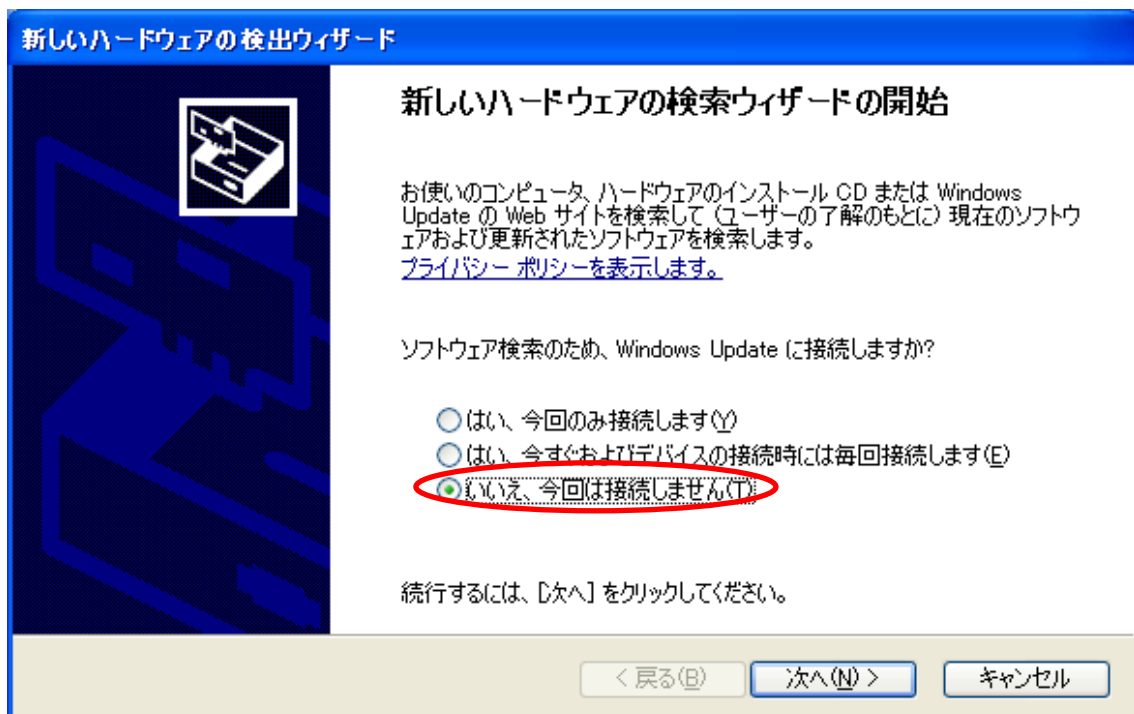 新しいハードウェアの検出ウィザード
新しいハードウェアの検索ウィザードの開始
お使いのコンピュータ、ハードウェアのインストール CD または Windows
Update の Web サイトを検索して (ユーザーの了解のもとに) 現在のソフトウ
ェアおよび更新されたソフトウェアを検索します。
プライバシー ポリシーを表示します。
ソフトウェア検索のため、Windows Update に接続しますか?
はい、今回のみ接続します(Y)
はい、今すぐおよびデバイスの接続時には毎回接続します(E)
いいえ、今回は接続しません(T)
続行するには、[次へ] をクリックしてください。
< 戻る(B)
次へ(N) >
キャンセル